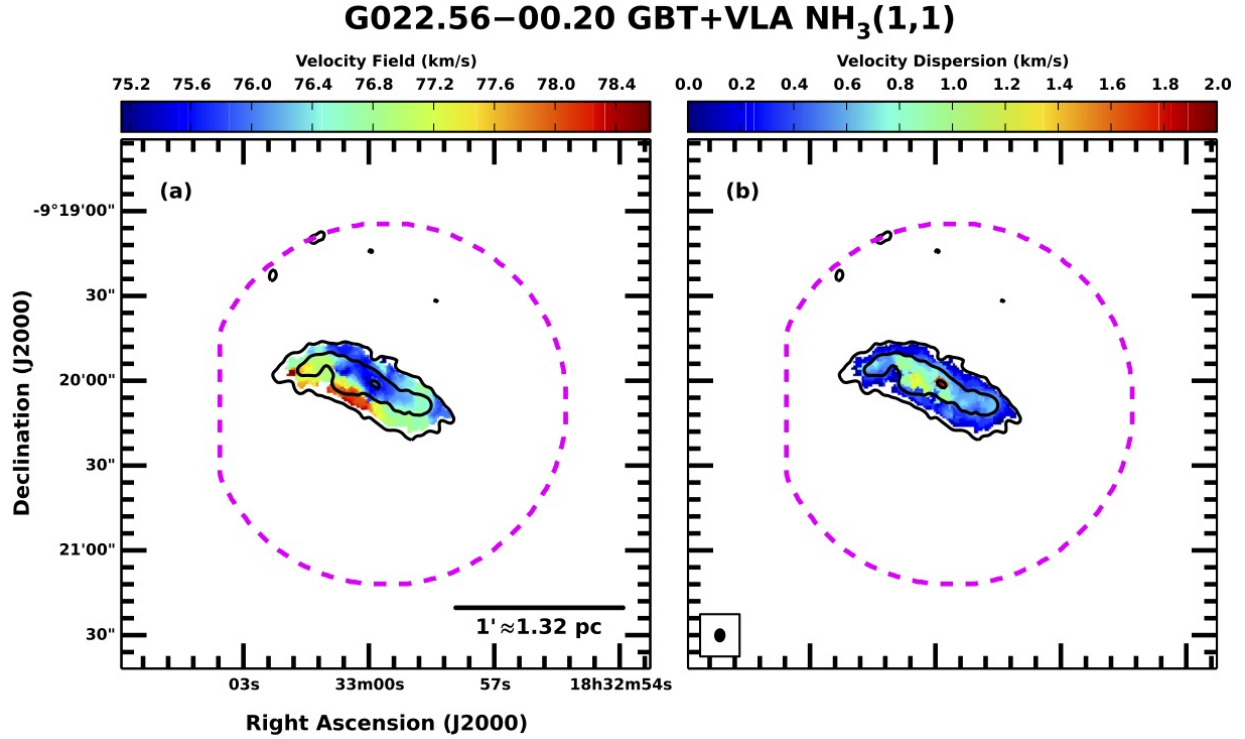 G022.56−00.20 GBT+VLA NH3(1,1)
Velocity Field (km/s)
75.2 75.6 76.0 76.4 76.8 77.2 77.6 78.0 78.4
Velocity Dispersion (km/s)
0.0 0.2 0.4 0.6 0.8 1.0 1.2 1.4 1.6 1.8 2.0
(a)
(b)
-9°19'00"
30"
20'00"
30"
21'00"
30"
Declination (J2000)
1'≈1.32 pc
03s 33m00s 57s 18h32m54s
Right Ascension (J2000)